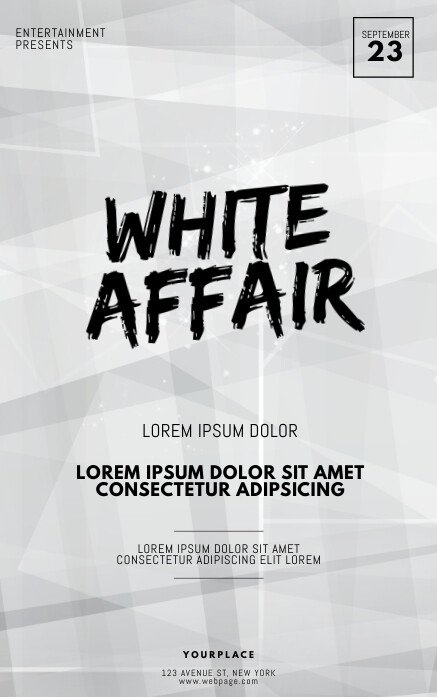 ENTERTAINMENT
PRESENTS
SEPTEMBER
23
WHITE
AFFAIR
LOREM IPSUM DOLOR
LOREM IPSUM DOLOR SIT AMET
CONSECTETUR ADIPSICING
LOREM IPSUM DOLOR SIT AMET
CONSECTETUR ADIPISCING ELIT LOREM
YOURPLACE
123 AVENUE ST, NEW YORK
www.webpage.com